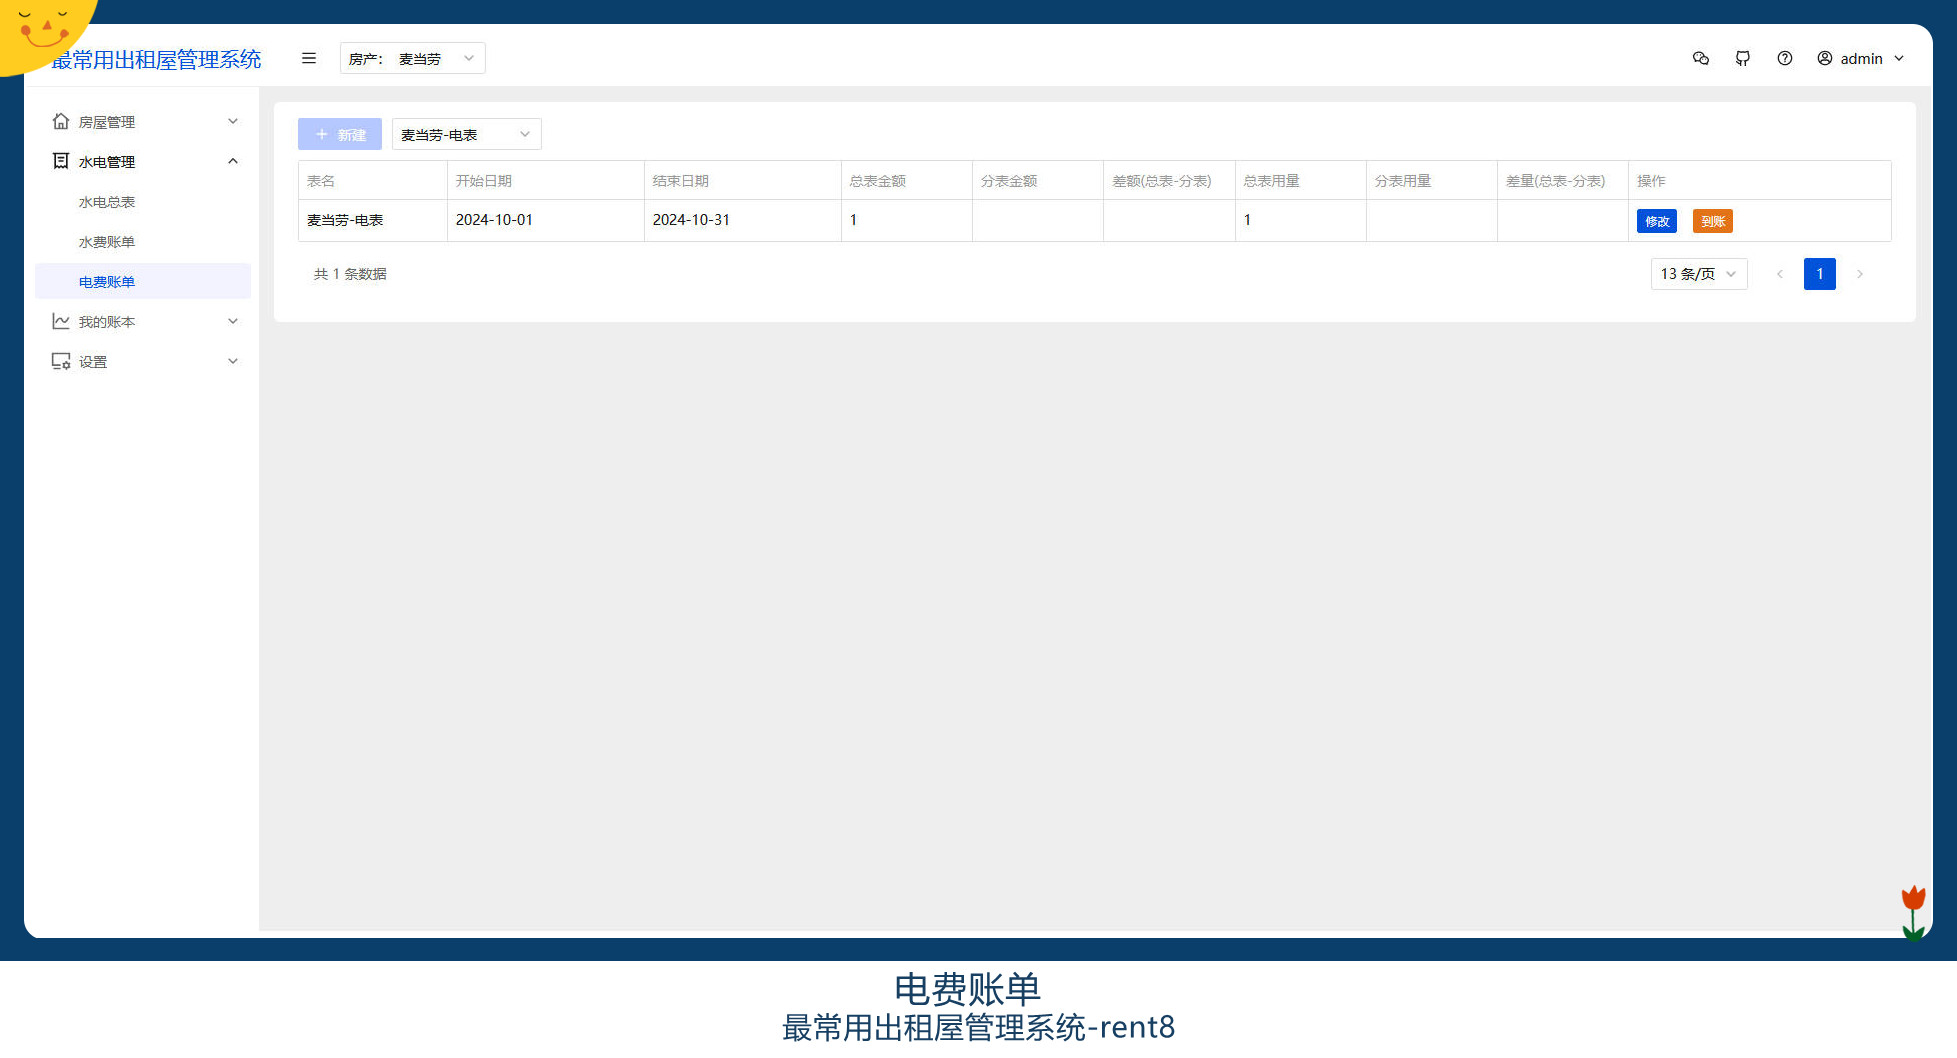 最常用出租屋管理系统
房产： 麦当劳
admin
房屋管理
水电管理
水电总表
水费账单
电费账单
我的账本
设置
新建 麦当劳-电表
表名 开始日期 结束日期 总表金额 分表金额 差额(总表-分表) 总表用量 分表用量 差量(总表-分表) 操作
麦当劳-电表 2024-10-01 2024-10-31 1 1 修改 到账
共 1 条数据 13 条/页 1
电费账单
最常用出租屋管理系统-rent8